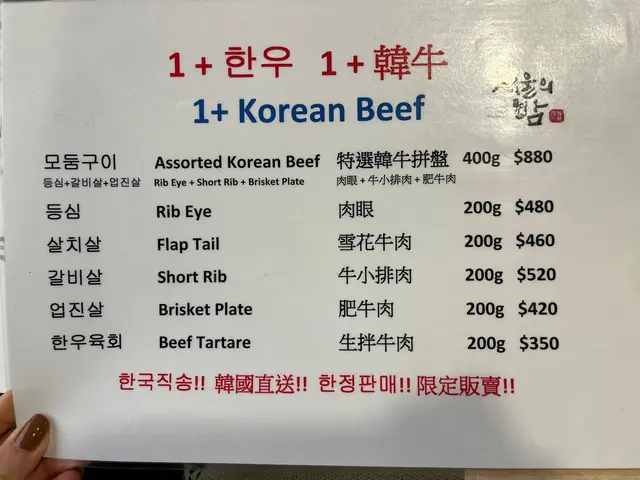 1 + 한우 1 + 韓牛
서울의 밤
1+ Korean Beef
모둠구이 Assorted Korean Beef 特選韓牛拼盤 400g $880
등심+갈비살+업진살 Rib Eye + Short Rib + Brisket Plate 肉眼 + 牛小排肉 + 肥牛肉
등심 Rib Eye 肉眼 200g $480
살치살 Flap Tail 雪花牛肉 200g $460
갈비살 Short Rib 牛小排肉 200g $520
업진살 Brisket Plate 肥牛肉 200g $420
한우육회 Beef Tartare 生拌牛肉 200g $350
한국직송!! 韓國直送!! 한정판매!! 限定販賣!!